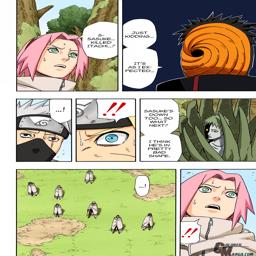 S-
SASUKE...
KILLED
ITACHI...?
JUST
KIDDING...
IT'S
AS I EX-
PECTED...
...!
!!
SASUKE'S
DOWN
TOO... SO
WHAT
NEXT?
I THINK
HE'S IN
PRETTY
BAD
SHAPE.
...!
!!